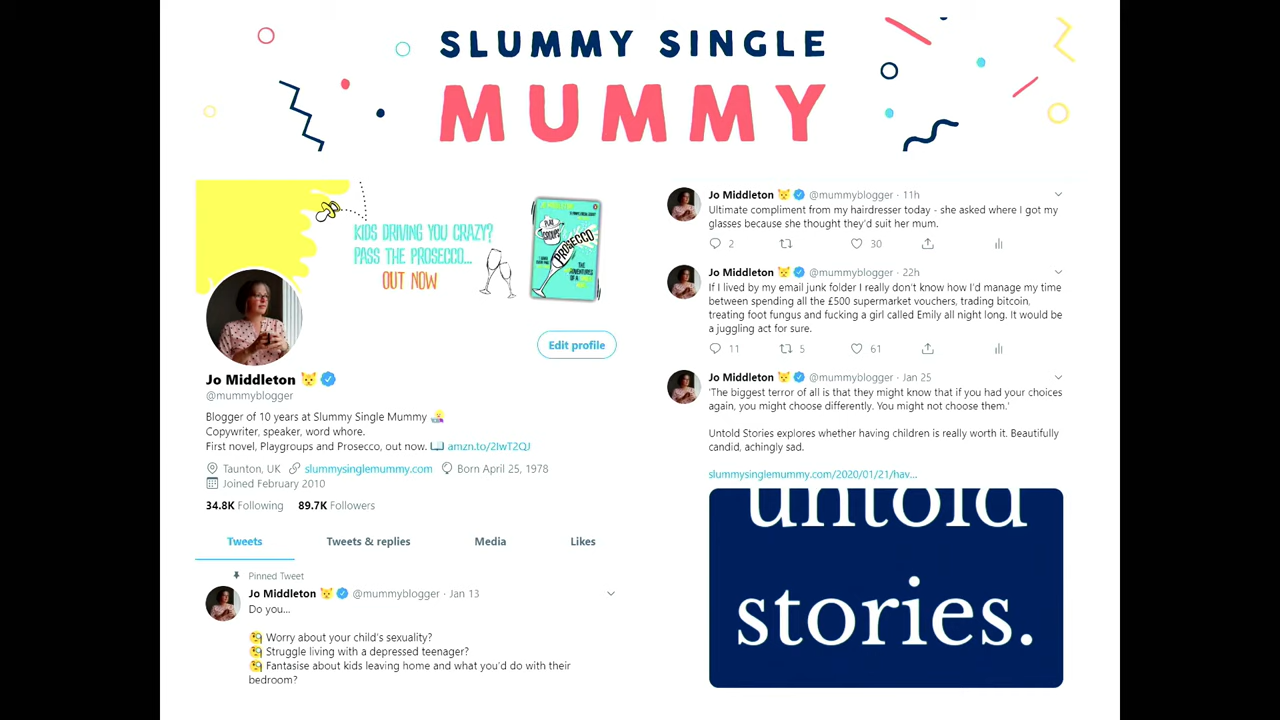 SLUMMY SINGLE
MUMMY
KIDS DRIVING YOU CRAZY?
PASS THE PROSECCO...
OUT NOW
PLAY
GROUPS
PROSECCO
THE
ADVENTURES
OF A
Edit profile
Jo Middleton
@mummyblogger
Blogger of 10 years at Slummy Single Mummy
Copywriter, speaker, word whore.
First novel, Playgroups and Prosecco, out now. amzn.to/2IwT2QJ
Taunton, UK slummysinglemummy.com Born April 25, 1978
Joined February 2010
34.8K Following 89.7K Followers
Tweets Tweets & replies Media Likes
Pinned Tweet
Jo Middleton @mummyblogger · Jan 13
Do you...
Worry about your child's sexuality?
Struggle living with a depressed teenager?
Fantasise about kids leaving home and what you'd do with their
bedroom?
Jo Middleton @mummyblogger · 11h
Ultimate compliment from my hairdresser today - she asked where I got my
glasses because she thought they'd suit her mum.
2 30
Jo Middleton @mummyblogger · 22h
If I lived by my email junk folder I really don't know how I'd manage my time
between spending all the £500 supermarket vouchers, trading bitcoin,
treating foot fungus and fucking a girl called Emily all night long. It would be
a juggling act for sure.
11 5 61
Jo Middleton @mummyblogger · Jan 25
'The biggest terror of all is that they might know that if you had your choices
again, you might choose differently. You might not choose them.'
Untold Stories explores whether having children is really worth it. Beautifully
candid, achingly sad.
slummysinglemummy.com/2020/01/21/hav...
untold
stories.